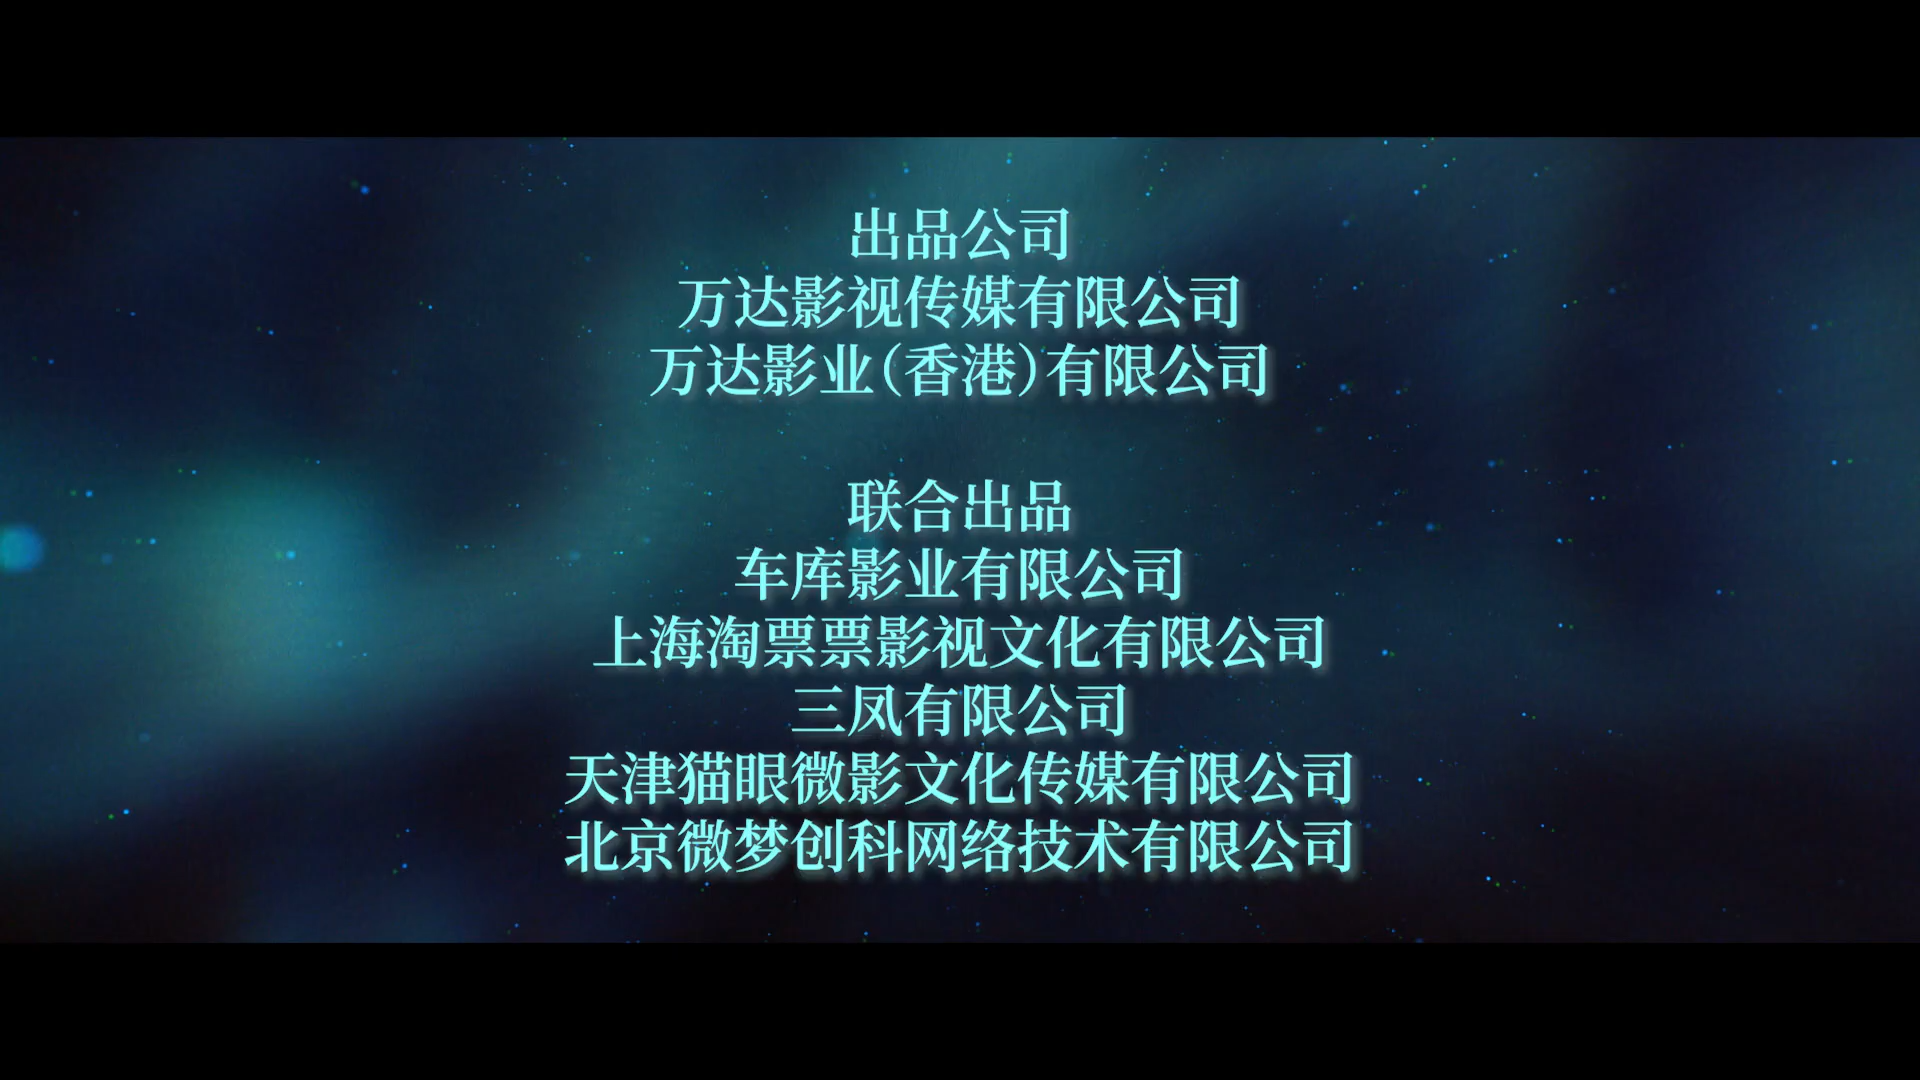 出品公司
万达影视传媒有限公司
万达影业(香港)有限公司
联合出品
车库影业有限公司
上海淘票票影视文化有限公司
三凤有限公司
天津猫眼微影文化传媒有限公司
北京微梦创科网络技术有限公司